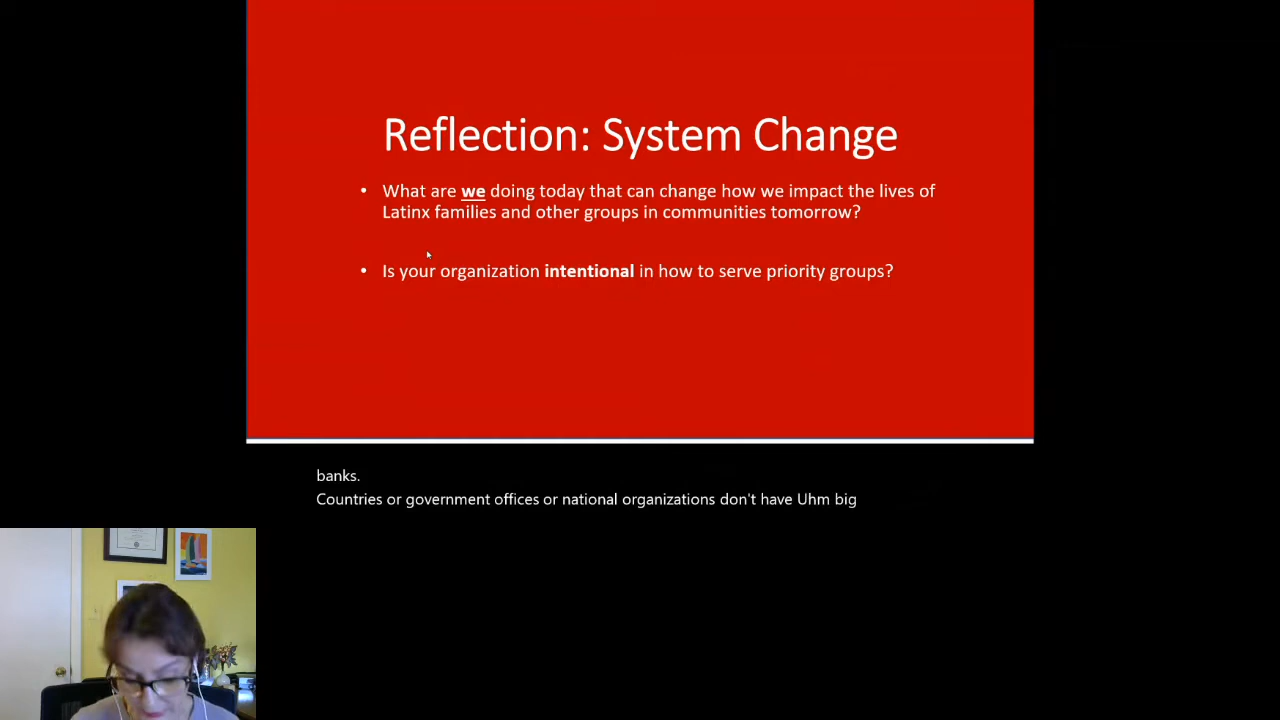 Reflection: System Change
• What are we doing today that can change how we impact the lives of
Latinx families and other groups in communities tomorrow?
• Is your organization intentional in how to serve priority groups?
banks.
Countries or government offices or national organizations don't have Uhm big